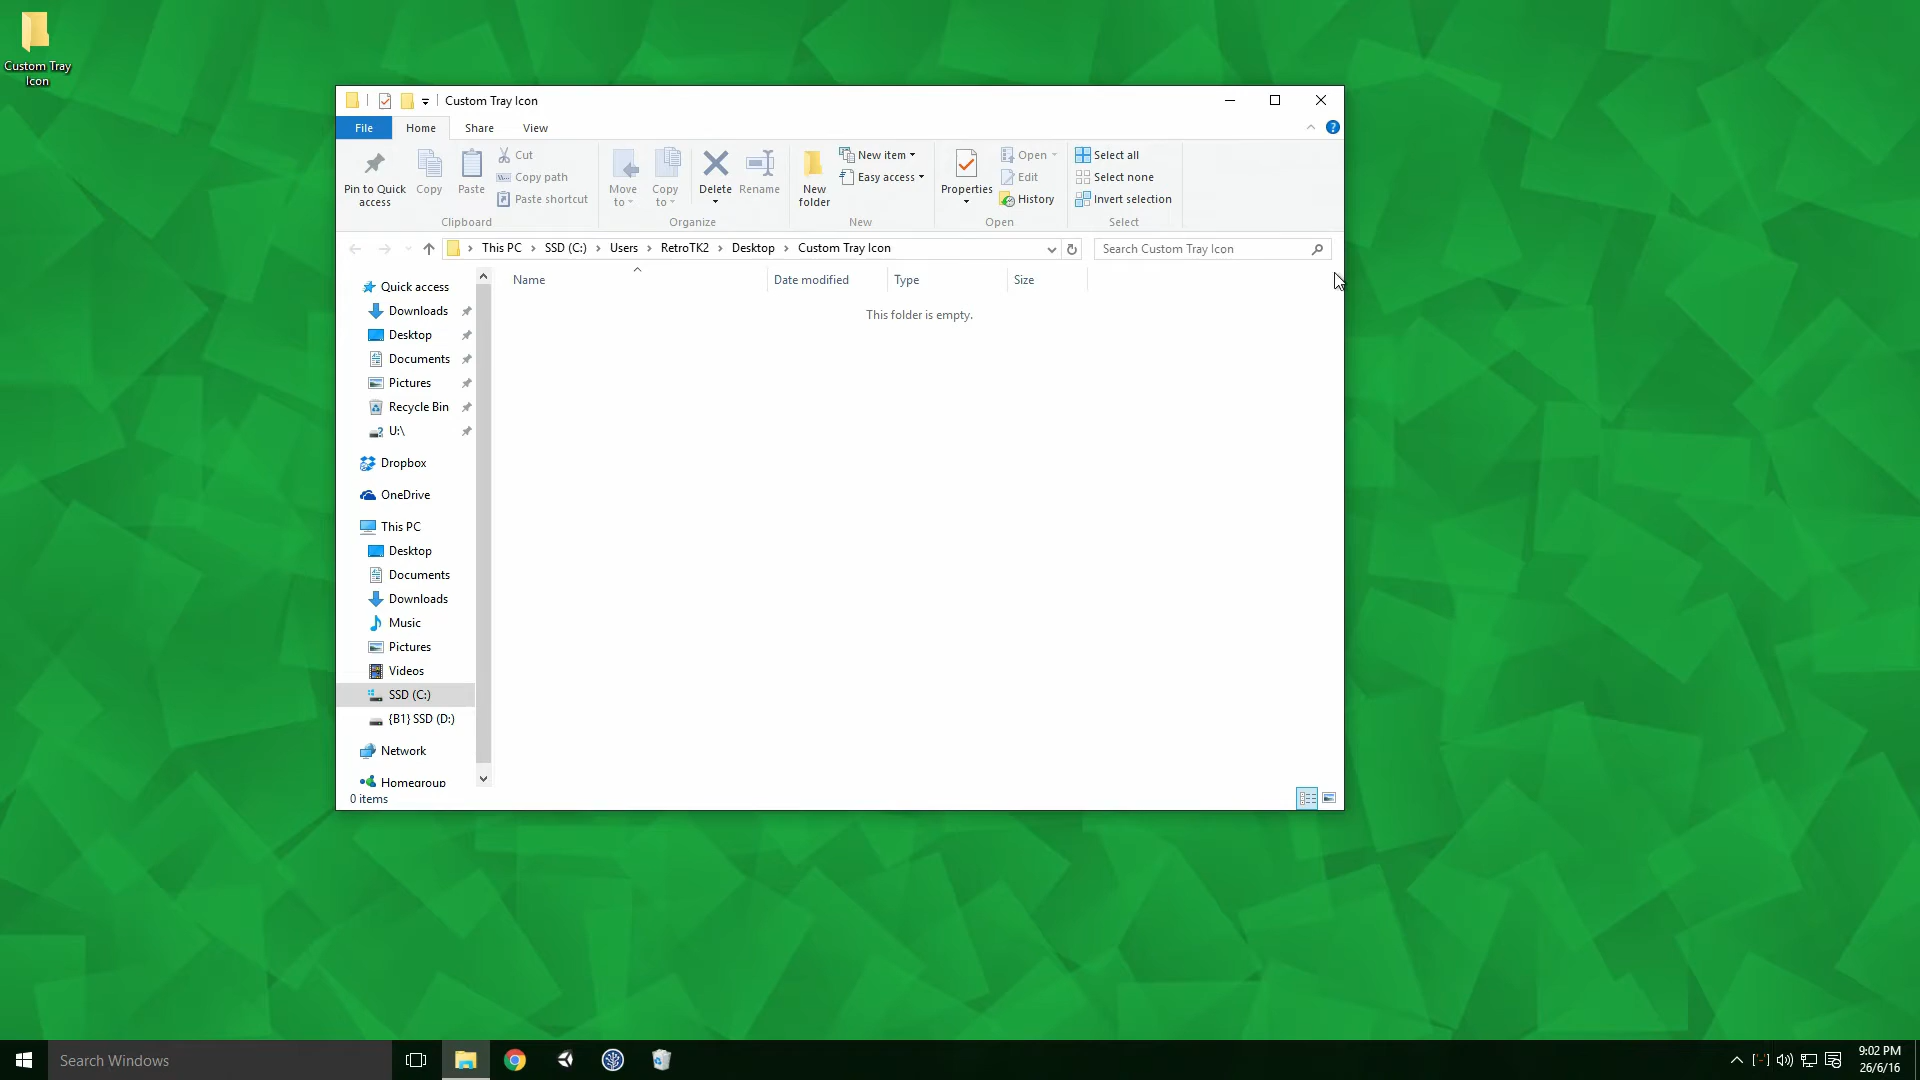 Custom Tray
Icon
Custom Tray Icon
File Home Share View
Pin to Quick
access
Copy
Paste
Cut
Copy path
Paste shortcut
Clipboard
Move
to
Copy
to
Delete
Rename
Organize
New
folder
New item
Easy access
New
Properties
Open
Edit
History
Open
Select all
Select none
Invert selection
Select
This PC SSD (C:) Users RetroTK2 Desktop Custom Tray Icon
Search Custom Tray Icon
Name Date modified Type Size
This folder is empty.
Quick access
Downloads
Desktop
Documents
Pictures
Recycle Bin
U:\
Dropbox
OneDrive
This PC
Desktop
Documents
Downloads
Music
Pictures
Videos
SSD (C:)
{B1} SSD (D:)
Network
Homegroup
0 items
Search Windows
9:02 PM
26/6/16